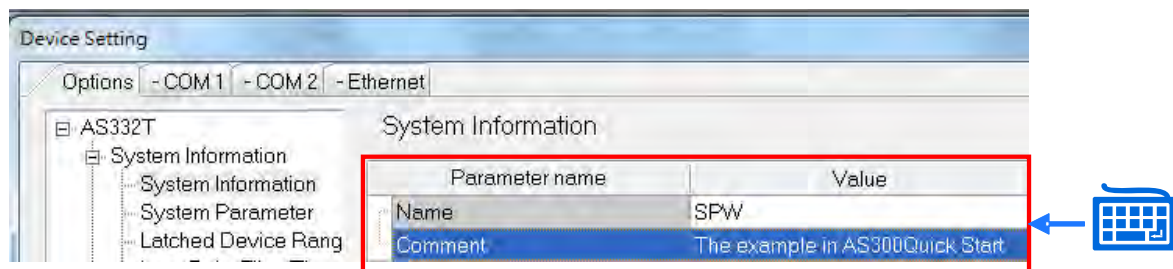 Device Setting
Options - COM 1 - COM 2 - Ethernet
AS332T
System Information
System Information
System Parameter
Latched Device Rang
System Information
Parameter name Value
Name SPW
Comment The example in AS300Quick Start